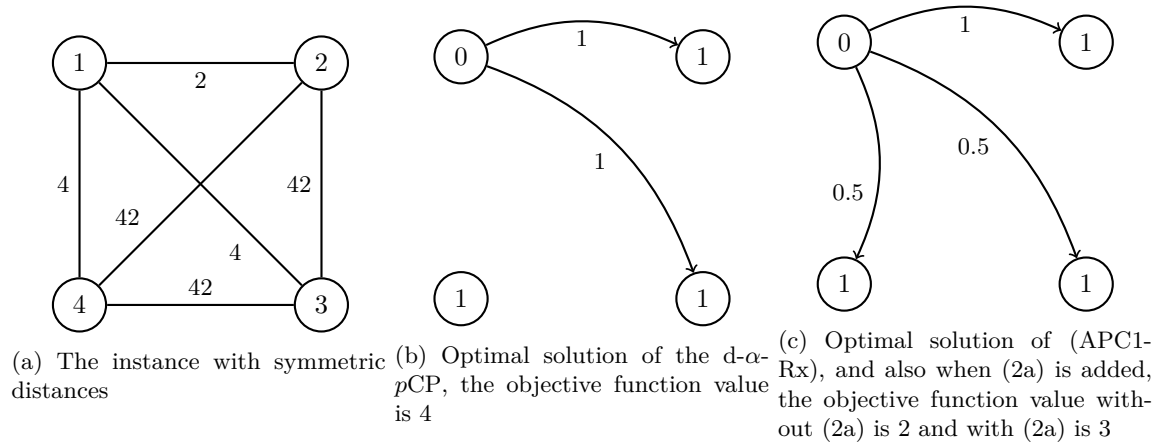 1
2
2
4
42
42
4
4
42
3
0
1
1
1
1
1
0
1
1
0.5
0.5
1
1
(a) The instance with symmetric
distances
(b) Optimal solution of the d-α-
pCP, the objective function value
is 4
(c) Optimal solution of (APC1-
Rx), and also when (2a) is added,
the objective function value with-
out (2a) is 2 and with (2a) is 3